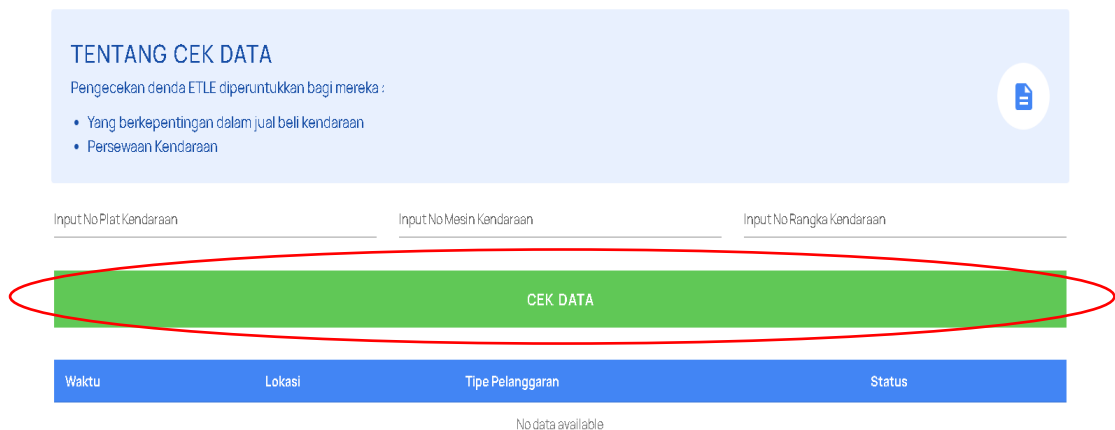 TENTANG CEK DATA
Pengecekan denda ETLE diperuntukkan bagi mereka :
• Yang berkepentingan dalam jual beli kendaraan
• Persewaan Kendaraan
Input No Plat Kendaraan
Input No Mesin Kendaraan
Input No Rangka Kendaraan
CEK DATA
Waktu Lokasi Tipe Pelanggaran Status
No data available